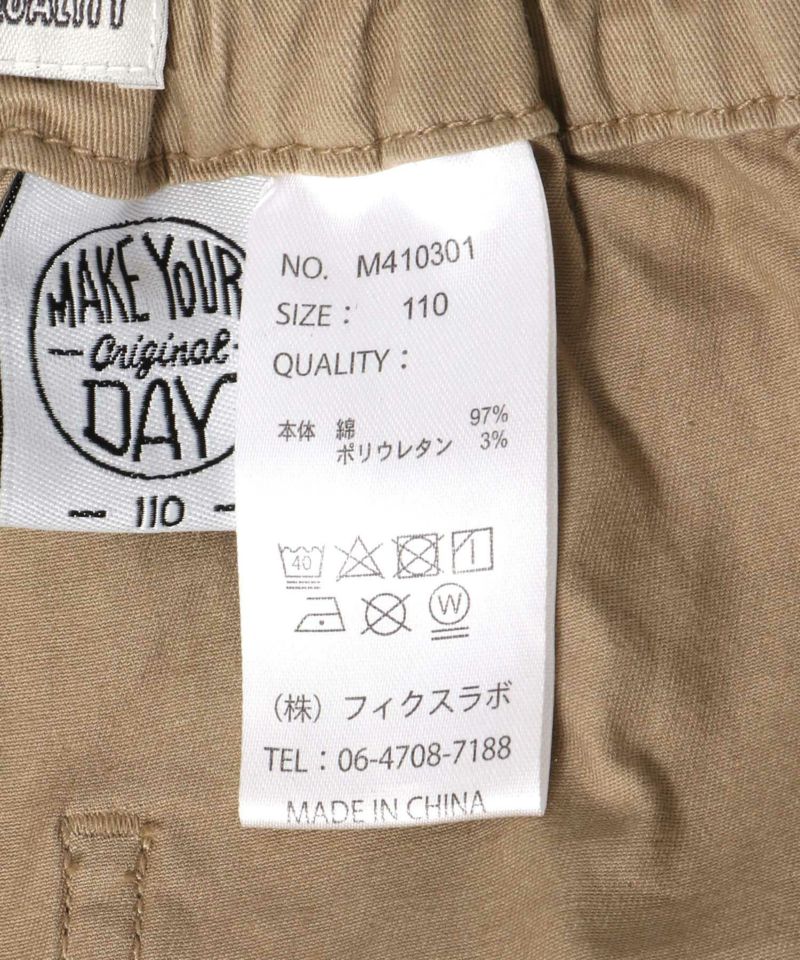 QUALITY
MAKE YOUR
Original
DAY
110
NO. M410301
SIZE : 110
QUALITY :
本体 綿 97%
ポリウレタン 3%
40
W
(株) フィクスラボ
TEL : 06-4708-7188
MADE IN CHINA